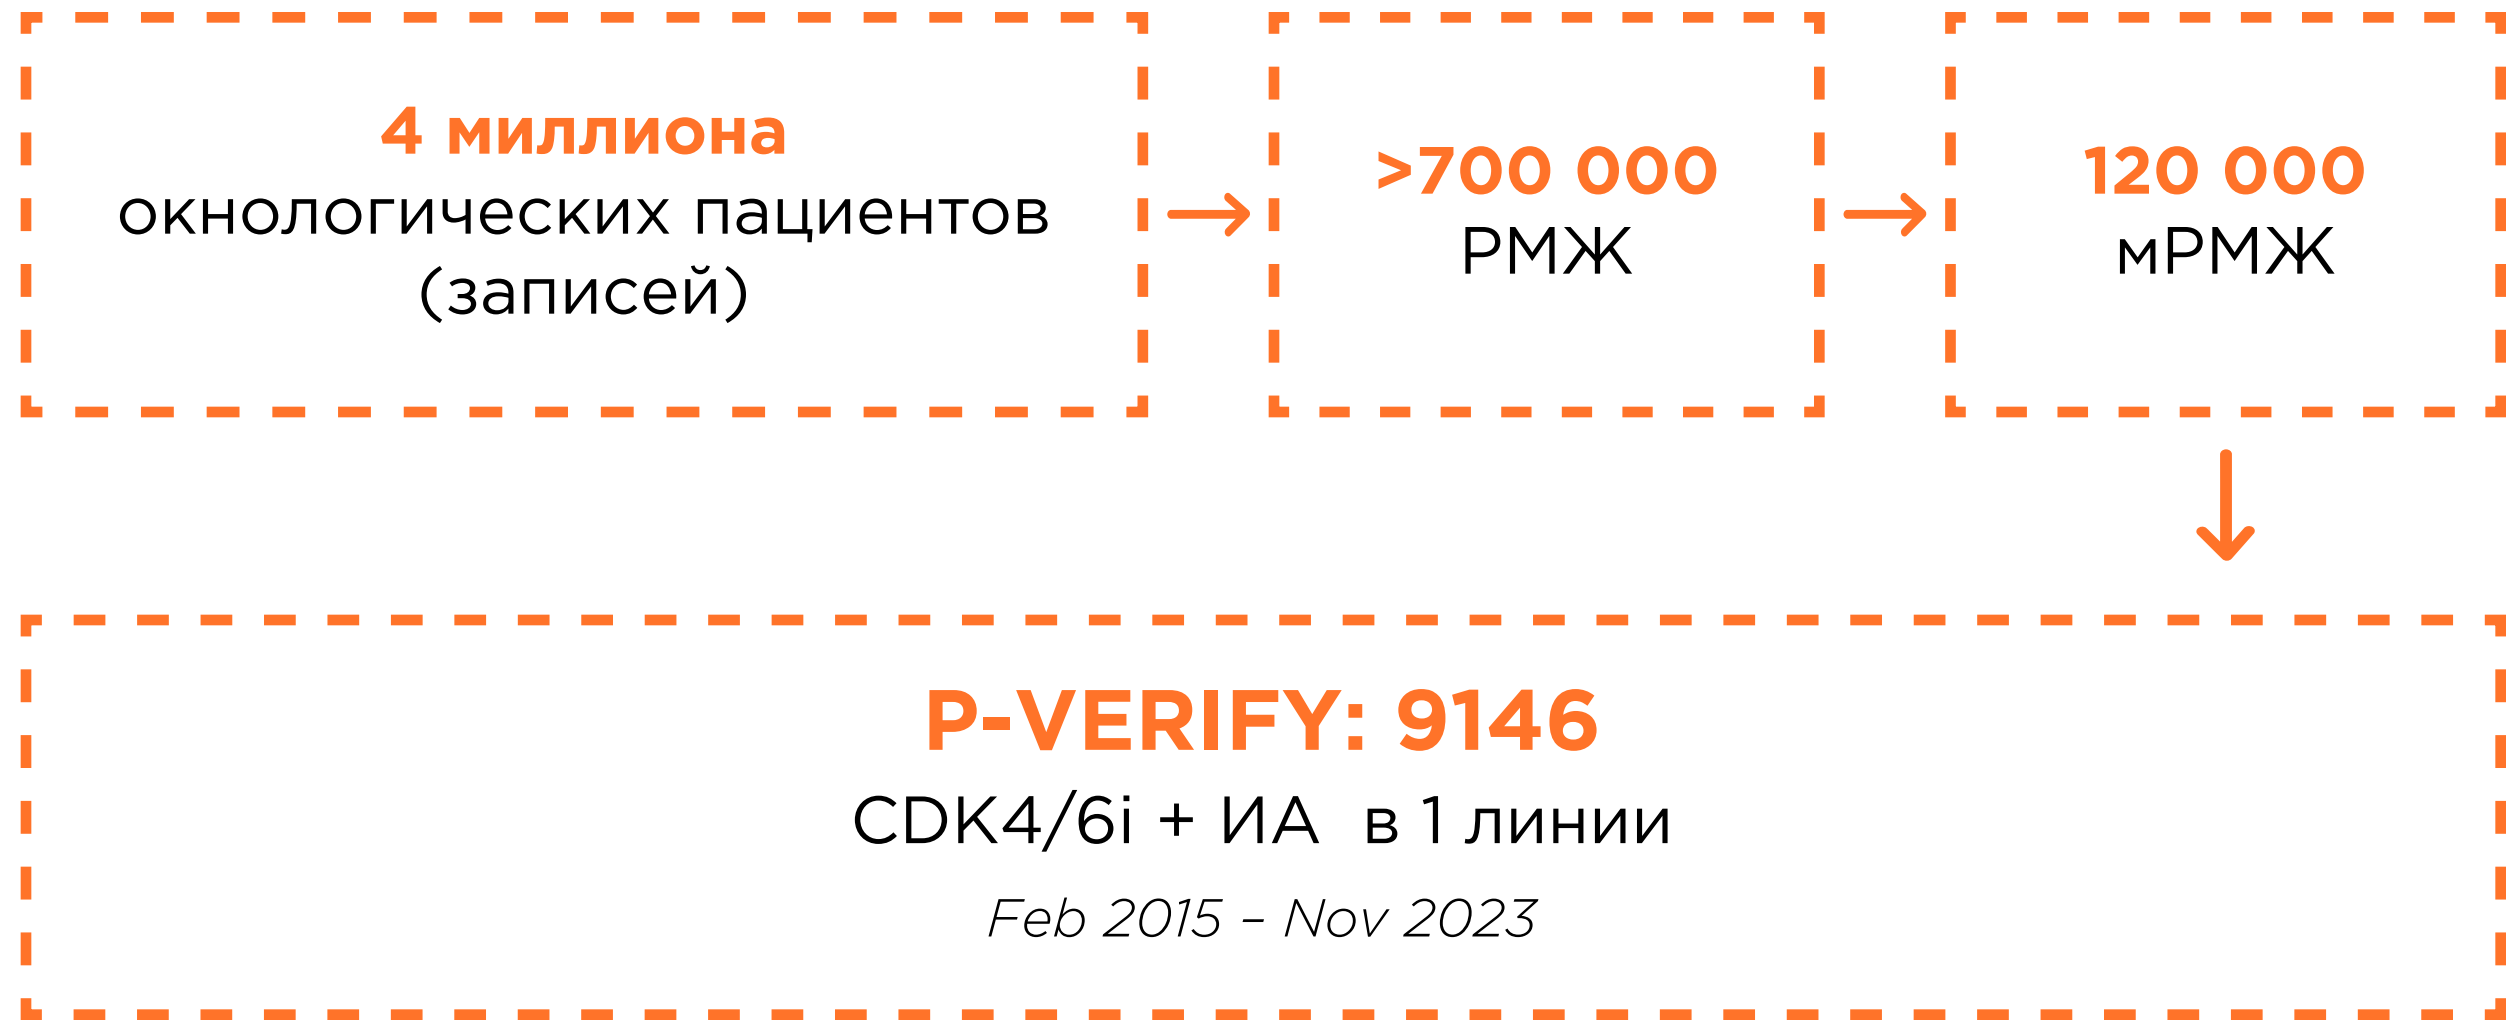 4 миллиона
онкологических пациентов
(записей)
>700 000
РМЖ
120 000
мРМЖ
P-VERIFY: 9146
CDK4/6i + ИА в 1 линии
Feb 2015 - Nov 2023